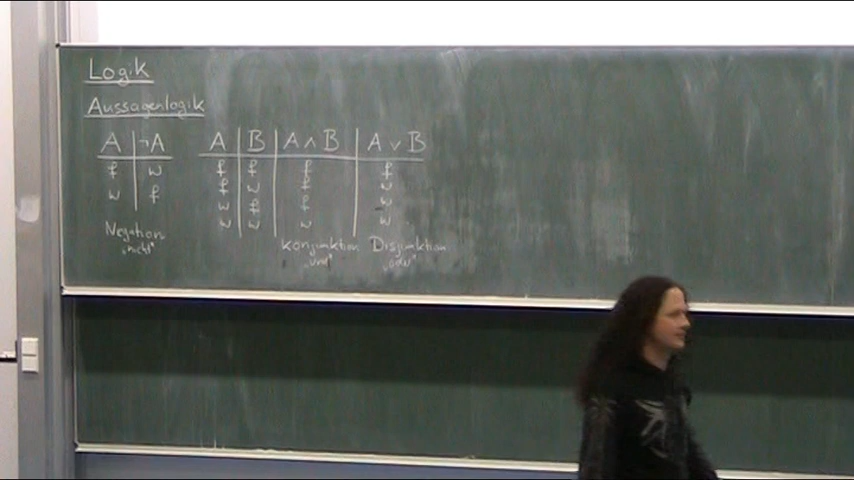 Logik
Aussagenlogik
A ¬A A B A ∧ B A ∨ B
f w f f f f
w f f w f w
w f f w
w w w w
Negation
„nicht“
Konjunktion Disjunktion
„und“ „oder“